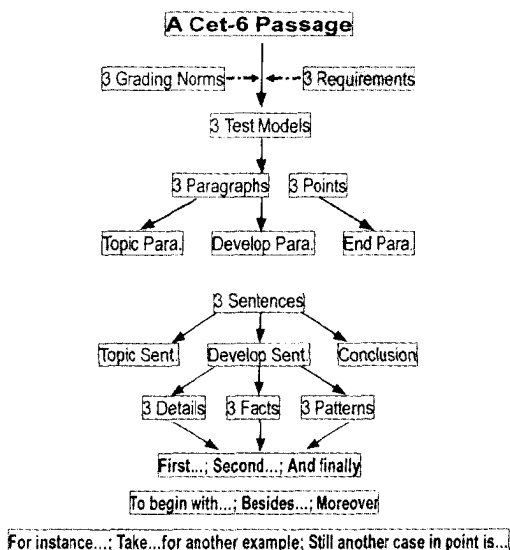 A Cet-6 Passage
3 Grading Norms 3 Requirements
3 Test Models
3 Paragraphs 3 Points
Topic Para. Develop Para. End Para.
3 Sentences
Topic Sent. Develop Sent. Conclusion
3 Details 3 Facts 3 Patterns
First...; Second...; And finally
To begin with...; Besides...; Moreover
For instance...; Take...for another example; Still another case in point is...